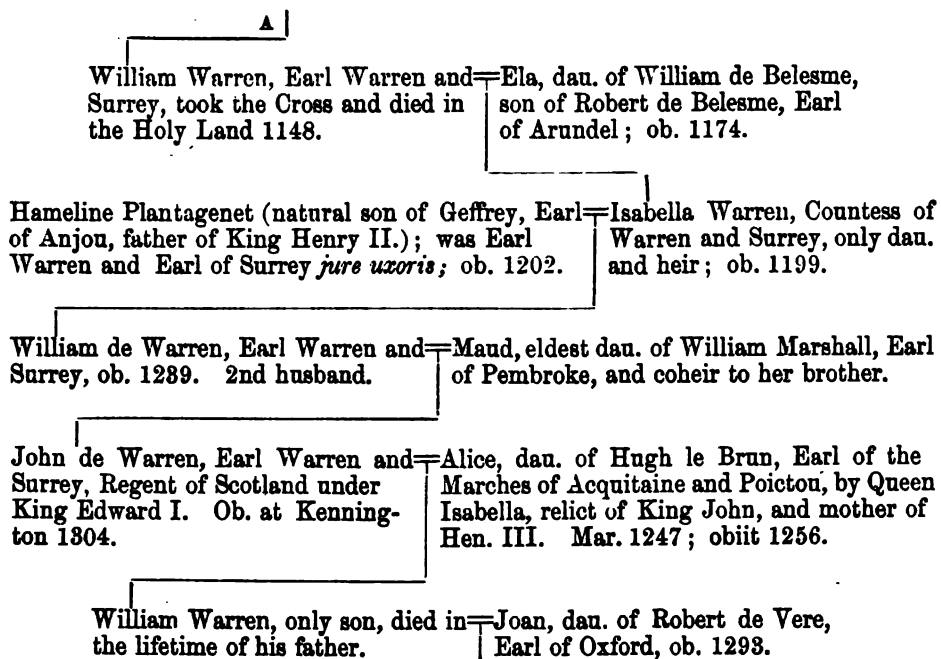 A
William Warren, Earl Warren and=Ela, dau. of William de Belesme,
Surrey, took the Cross and died in son of Robert de Belesme, Earl
the Holy Land 1148. of Arundel; ob. 1174.
Hameline Plantagenet (natural son of Geffrey, Earl=Isabella Warren, Countess of
of Anjou, father of King Henry II.); was Earl Warren and Surrey, only dau.
Warren and Earl of Surrey jure uxoris; ob. 1202. and heir; ob. 1199.
William de Warren, Earl Warren and=Maud, eldest dau. of William Marshall, Earl
Surrey, ob. 1239. 2nd husband. of Pembroke, and coheir to her brother.
John de Warren, Earl Warren and=Alice, dau. of Hugh le Brun, Earl of the
Surrey, Regent of Scotland under Marches of Acquitaine and Poictou, by Queen
King Edward I. Ob. at Kenning- Isabella, relict of King John, and mother of
ton 1304. Hen. III. Mar. 1247; obiit 1256.
William Warren, only son, died in=Joan, dau. of Robert de Vere,
the lifetime of his father. Earl of Oxford, ob. 1293.